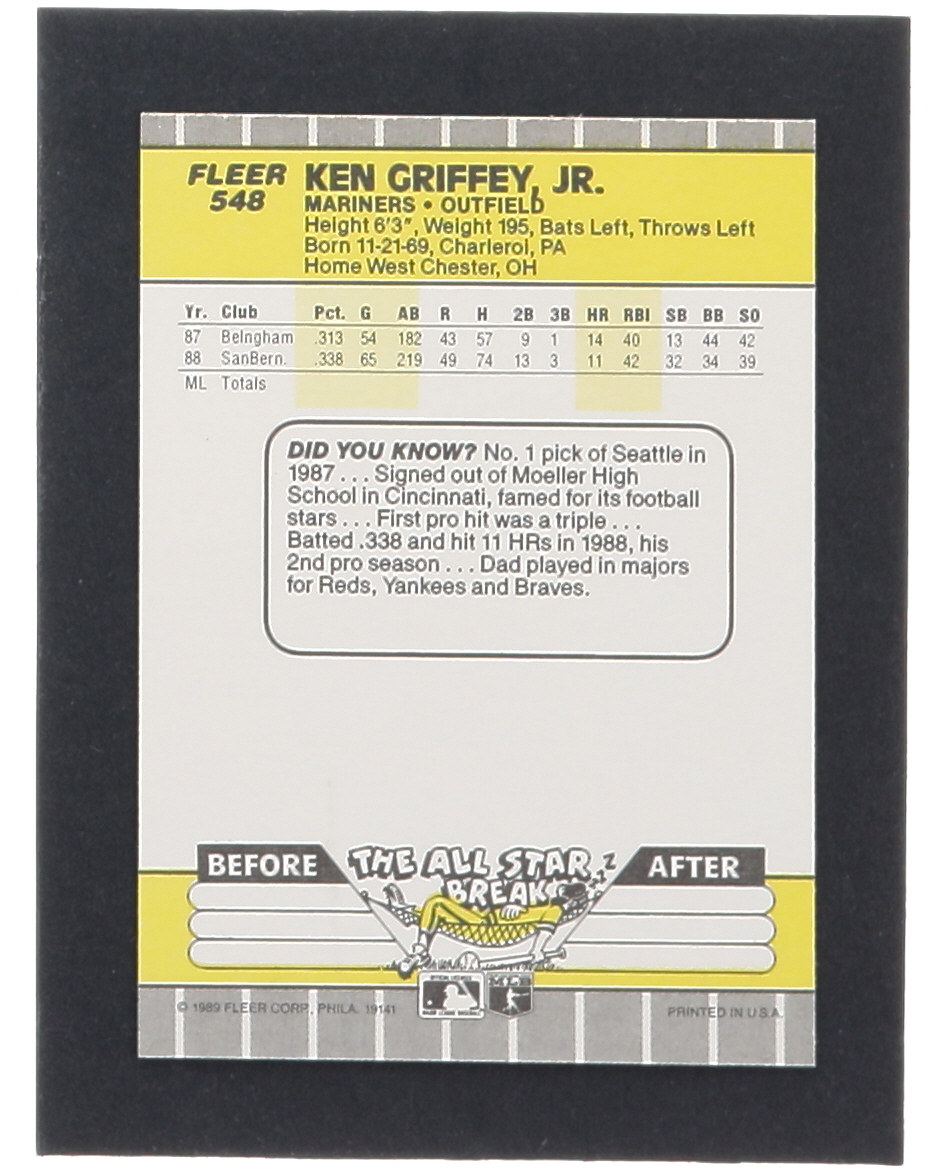 FLEER
548
KEN GRIFFEY, JR.
MARINERS • OUTFIELD
Height 6'3", Weight 195, Bats Left, Throws Left
Born 11-21-69, Charleroi, PA
Home West Chester, OH
Yr. Club Pct. G AB R H 2B 3B HR RBI SB BB SO
87 Belngham .313 54 182 43 57 9 1 14 40 13 44 42
88 SanBern. .338 65 219 49 74 13 3 11 42 32 34 39
ML Totals
DID YOU KNOW? No. 1 pick of Seattle in
1987 . . . Signed out of Moeller High
School in Cincinnati, famed for its football
stars . . . First pro hit was a triple . . .
Batted .338 and hit 11 HRs in 1988, his
2nd pro season . . . Dad played in majors
for Reds, Yankees and Braves.
BEFORE
THE ALL STAR
BREAK
AFTER
MLB
© 1989 FLEER CORP., PHILA. 19141
PRINTED IN U.S.A.